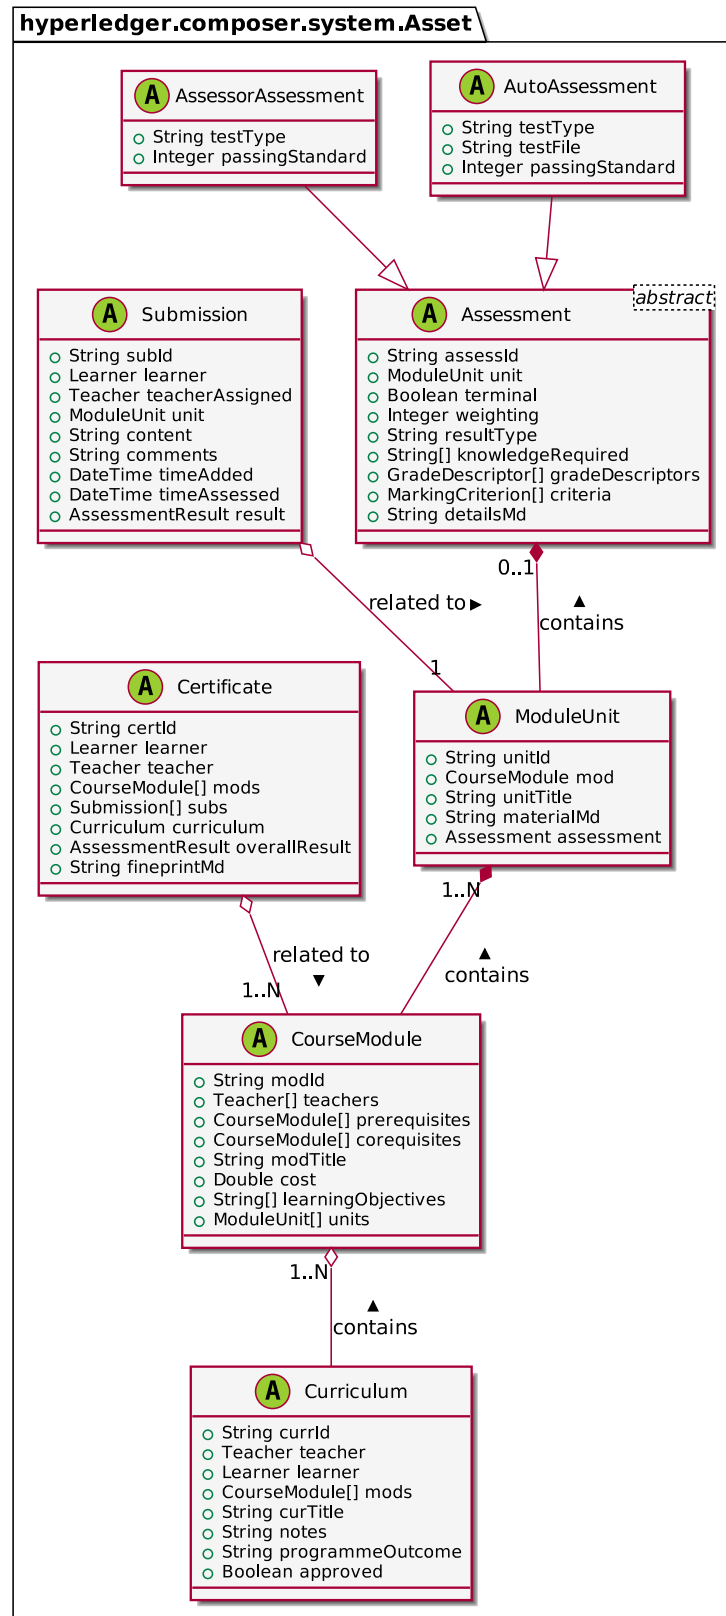 hyperledger.composer.system.Asset
A AssessorAssessment
String testType
Integer passingStandard
A AutoAssessment
String testType
String testFile
Integer passingStandard
A Submission
String subId
Learner learner
Teacher teacherAssigned
ModuleUnit unit
String content
String comments
DateTime timeAdded
DateTime timeAssessed
AssessmentResult result
abstract
A Assessment
String assessId
ModuleUnit unit
Boolean terminal
Integer weighting
String resultType
String[] knowledgeRequired
GradeDescriptor[] gradeDescriptors
MarkingCriterion[] criteria
String detailsMd
0..1
related to
contains
1
A Certificate
String certId
Learner learner
Teacher teacher
CourseModule[] mods
Submission[] subs
Curriculum curriculum
AssessmentResult overallResult
String fineprintMd
A ModuleUnit
String unitId
CourseModule mod
String unitTitle
String materialMd
Assessment assessment
1..N
related to
contains
1..N
A CourseModule
String modId
Teacher[] teachers
CourseModule[] prerequisites
CourseModule[] corequisites
String modTitle
Double cost
String[] learningObjectives
ModuleUnit[] units
1..N
contains
A Curriculum
String currId
Teacher teacher
Learner learner
CourseModule[] mods
String curTitle
String notes
String programmeOutcome
Boolean approved